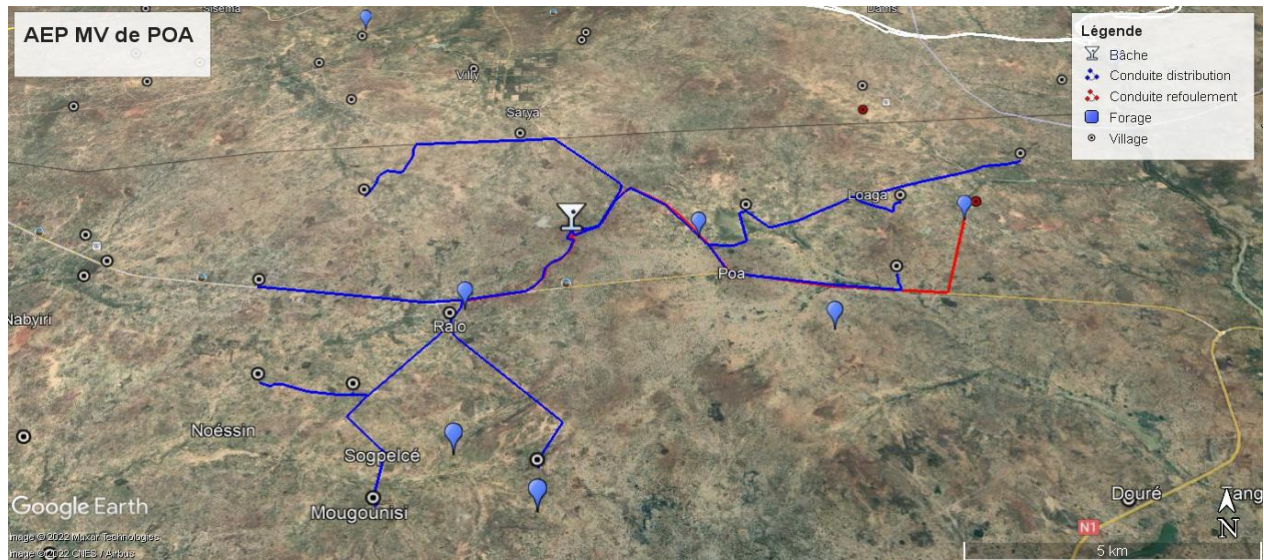 AEP MV de POA
Légende
Bâche
Conduite distribution
Conduite refoulement
Forage
Village
Villy
Sarya
Loaga
Poa
Nabyiri
Ralo
Noéssin
Sogpelcé
Mougounisi
Douré
N1
N
Google Earth
Image © 2022 Maxar Technologies
Image © 2022 CNES / Airbus
5 km